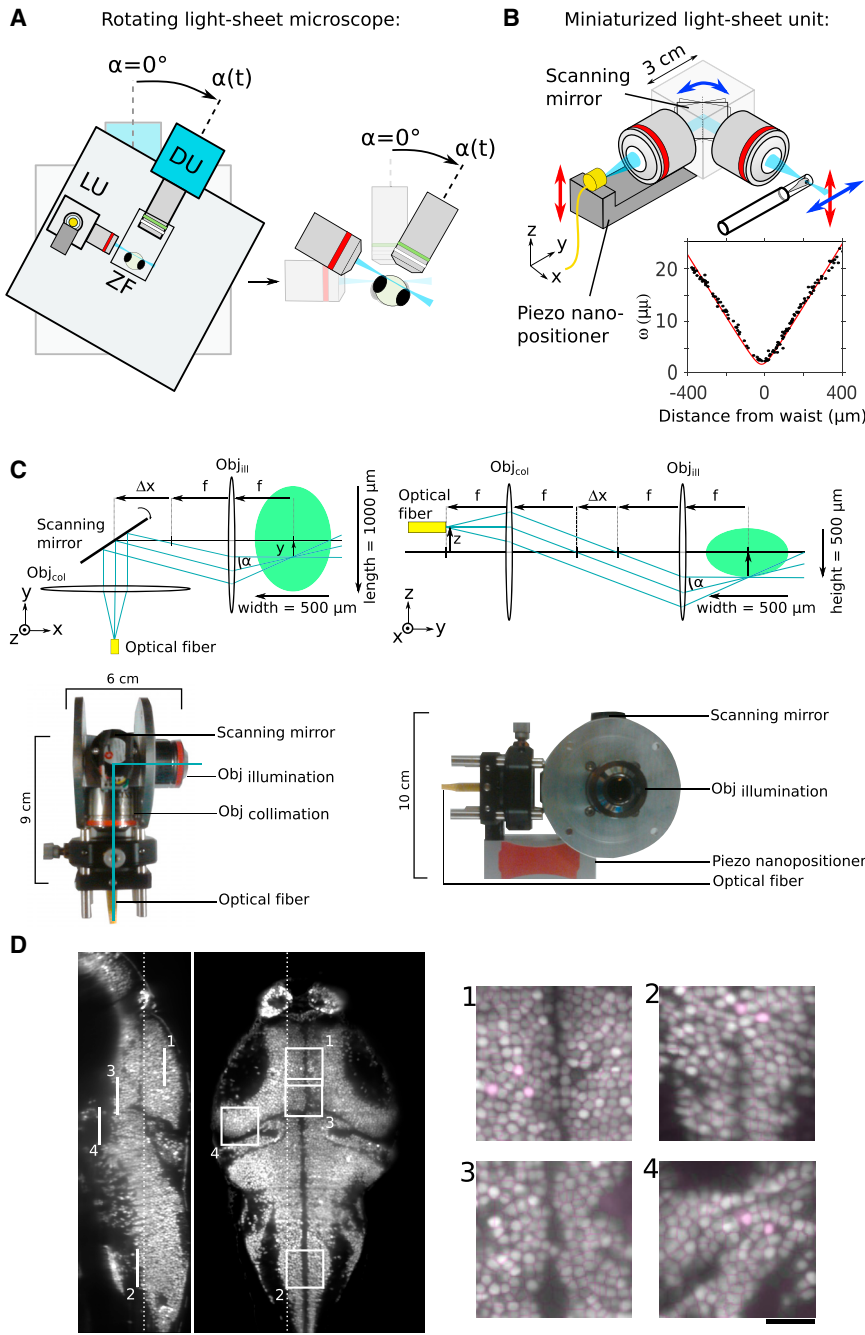 A
Rotating light-sheet microscope:
α=0°
α(t)
DU
LU
ZF
α=0°
α(t)
B
Miniaturized light-sheet unit:
3 cm
Scanning
mirror
z
y
x
Piezo nano-
positioner
ω (μμ)
20
10
0
-400
0
400
Distance from waist (μm)
C
Obj_ill
Δx
f
f
Scanning
mirror
y
α
Obj_col
length = 1000 μm
width = 500 μm
y
z
x
Optical fiber
Obj_col
Obj_ill
Optical
fiber
f
f
Δx
f
z
α
height = 500 μm
width = 500 μm
z
x
y
6 cm
9 cm
Scanning mirror
Obj illumination
Obj collimation
Optical fiber
10 cm
Scanning mirror
Obj illumination
Piezo nanopositioner
Optical fiber
D
1
3
4
2
1
3
4
2
1
2
3
4